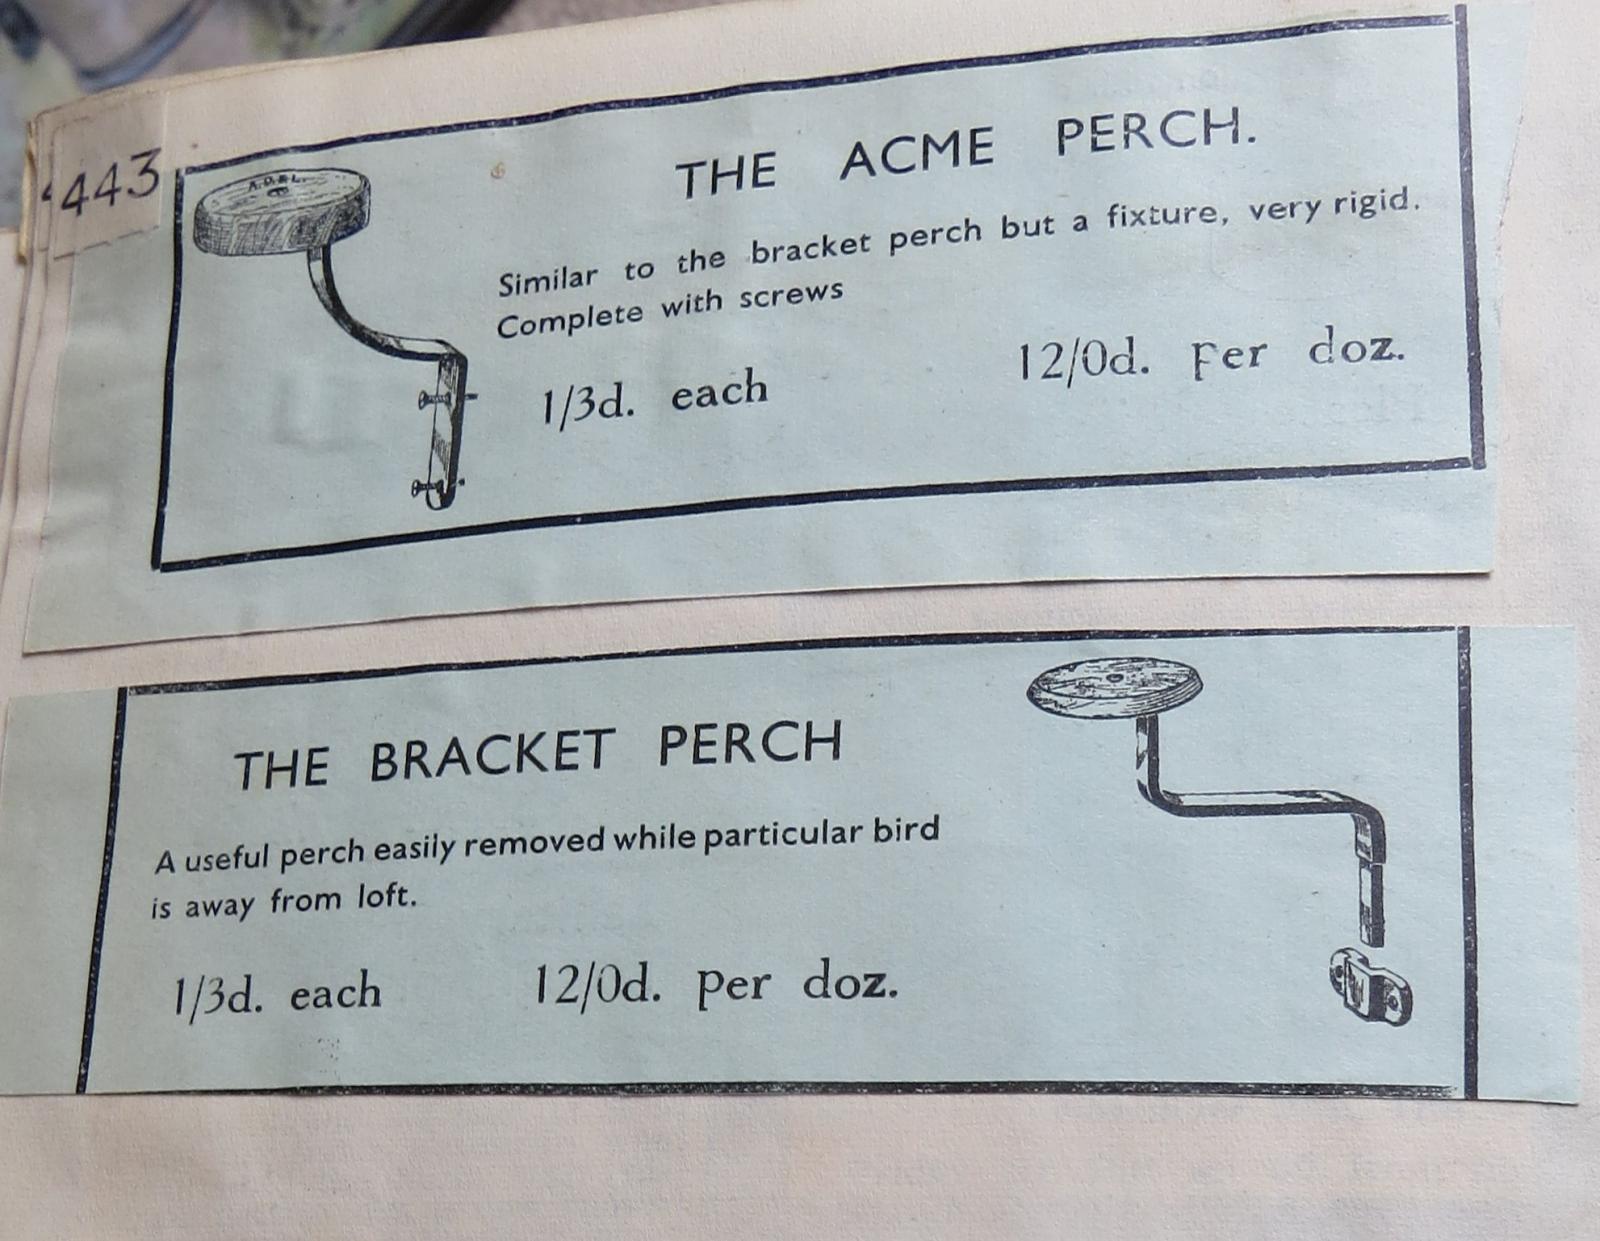 443
THE ACME PERCH.
Similar to the bracket perch but a fixture, very rigid.
Complete with screws
1/3d. each 12/0d. Per doz.
THE BRACKET PERCH
A useful perch easily removed while particular bird
is away from loft.
1/3d. each 12/0d. per doz.